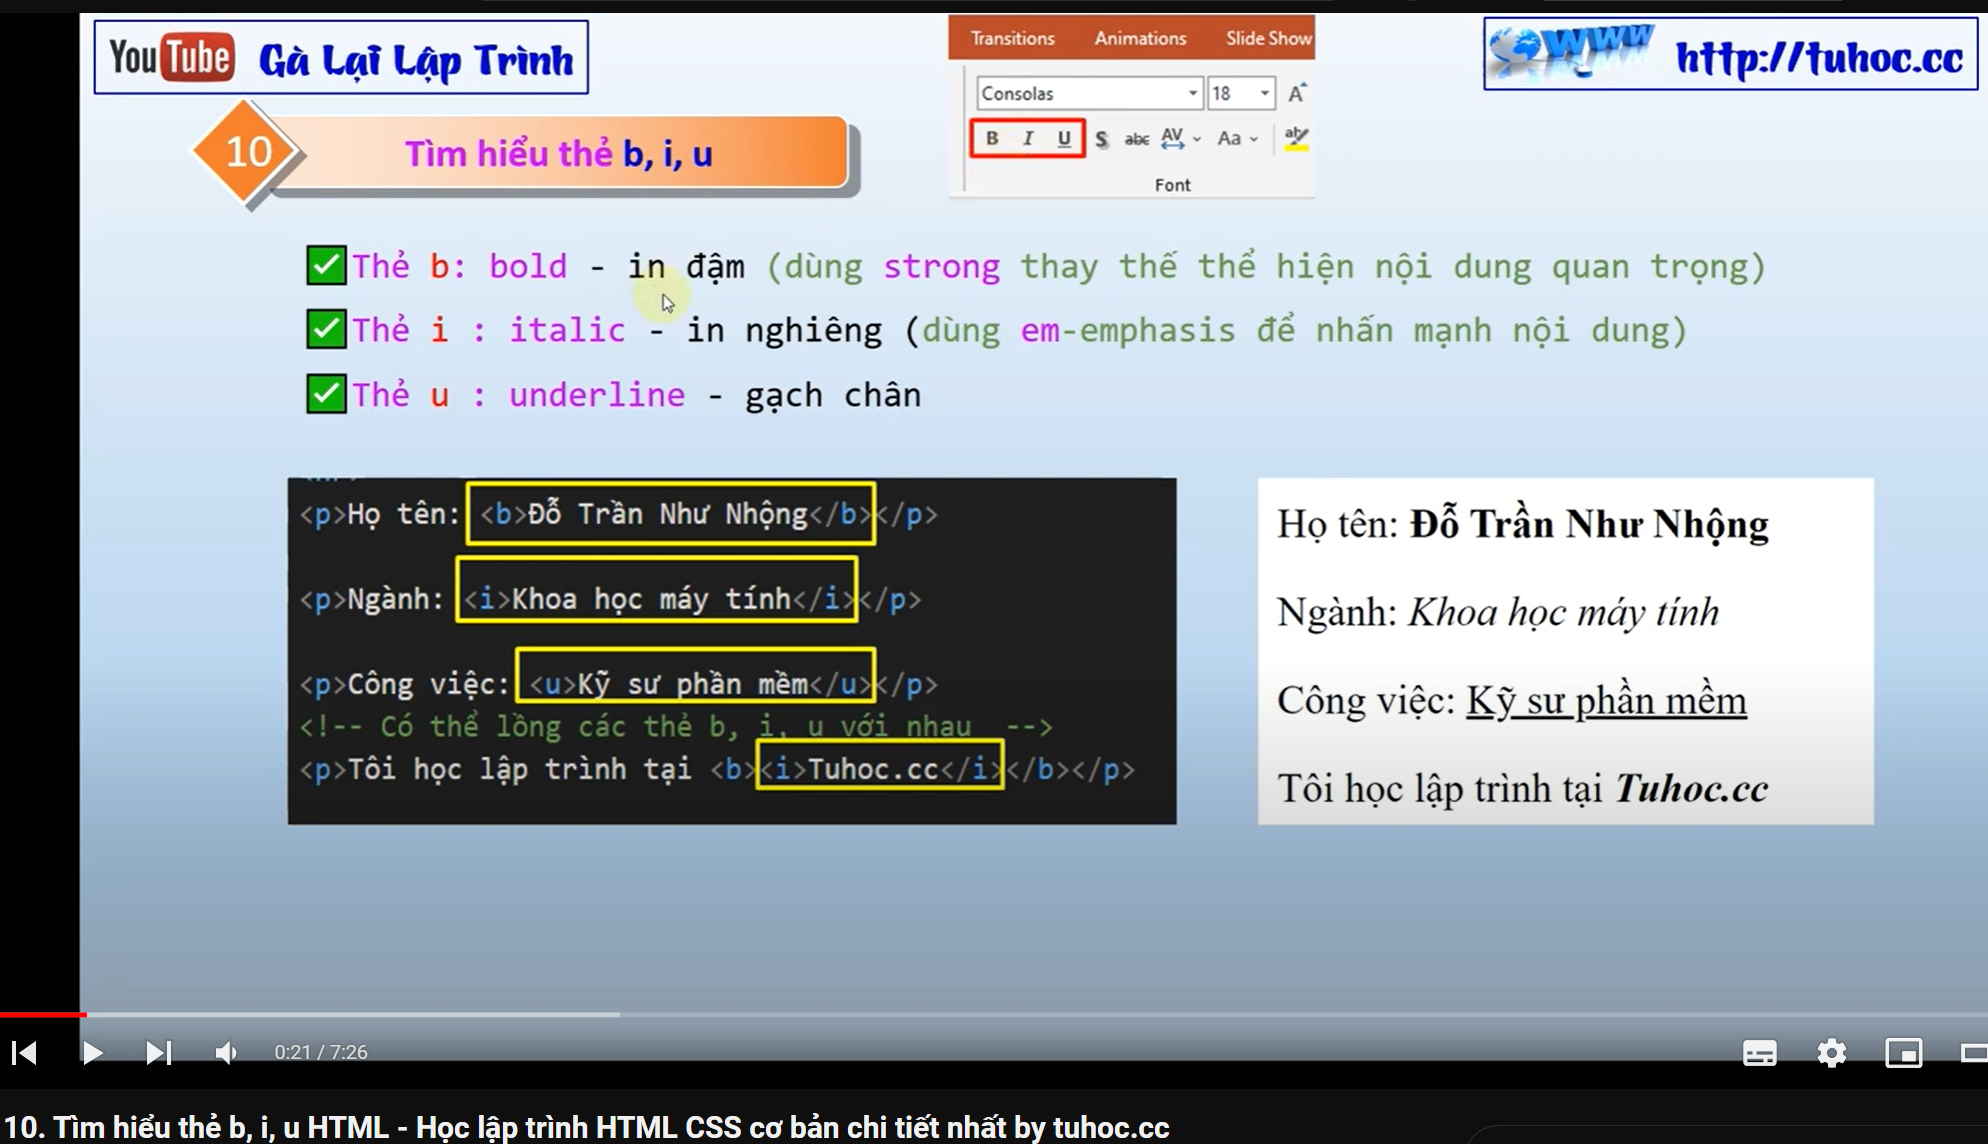 YouTube Gà Lại Lập Trình
Transitions Animations Slide Show
http://tuhoc.cc
Consolas 18
B I U S abc AV Aa
Font
10 Tìm hiểu thẻ b, i, u
Thẻ b: bold - in đậm (dùng strong thay thế thể hiện nội dung quan trọng)
Thẻ i : italic - in nghiêng (dùng em-emphasis để nhấn mạnh nội dung)
Thẻ u : underline - gạch chân
<p>Họ tên: <b>Đỗ Trần Như Nhộng</b></p>
<p>Ngành: <i>Khoa học máy tính</i></p>
<p>Công việc: <u>Kỹ sư phần mềm</u></p>
<!-- Có thể lồng các thẻ b, i, u với nhau -->
<p>Tôi học lập trình tại <b><i>Tuhoc.cc</i></b></p>
Họ tên: Đỗ Trần Như Nhộng
Ngành: Khoa học máy tính
Công việc: Kỹ sư phần mềm
Tôi học lập trình tại Tuhoc.cc
0:21 / 7:26
10. Tìm hiểu thẻ b, i, u HTML - Học lập trình HTML CSS cơ bản chi tiết nhất by tuhoc.cc